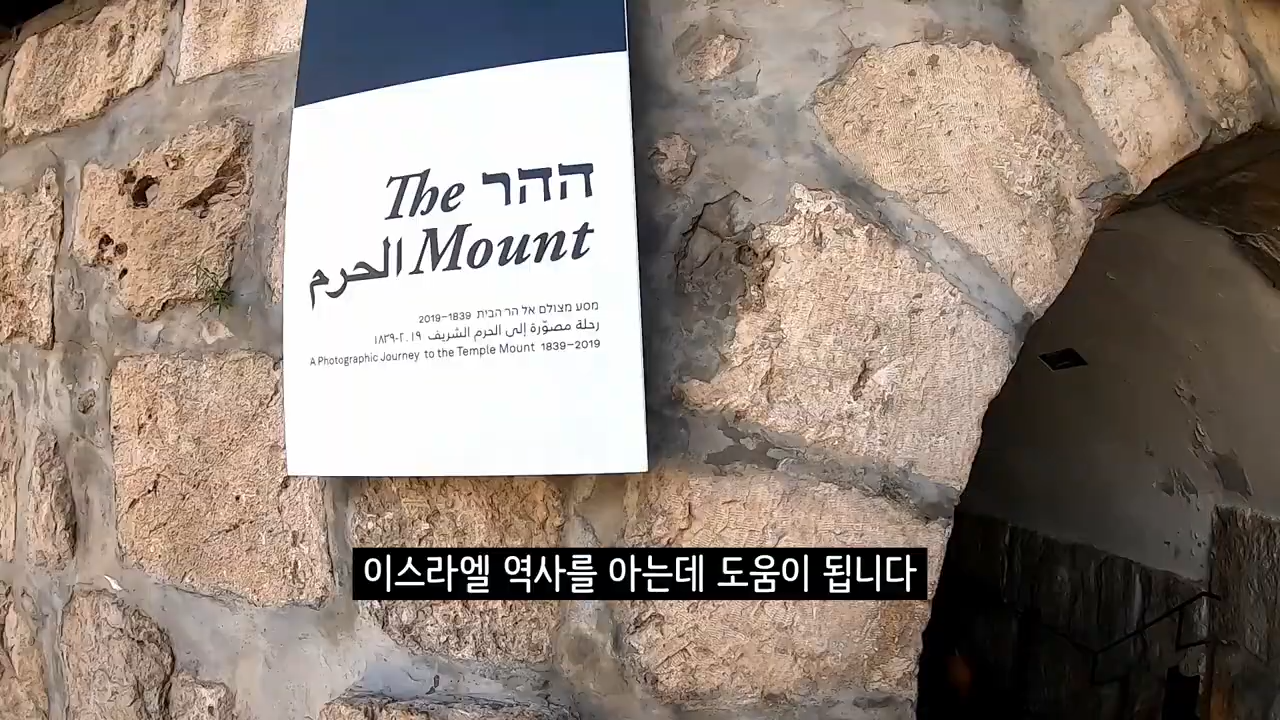 The ההר
الحرم Mount
מסע מצולם אל הר הבית 2019–1839
رحلة مصوّرة إلى الحرم الشريف ١٨٣٩-٢٠١٩
A Photographic Journey to the Temple Mount 1839–2019
이스라엘 역사를 아는데 도움이 됩니다